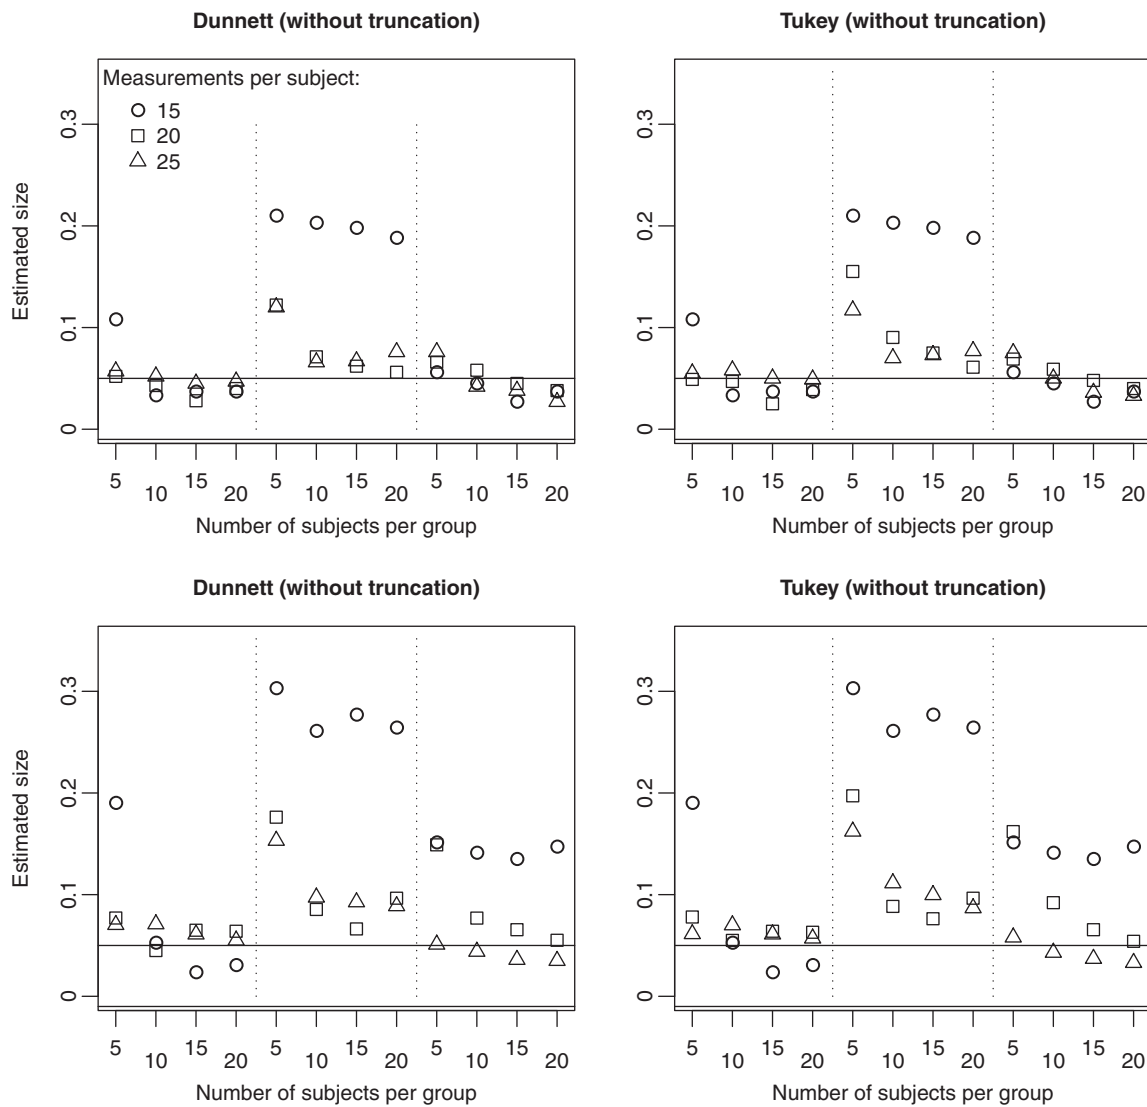 Dunnett (without truncation)
Tukey (without truncation)
Measurements per subject:
15
20
25
Estimated size
0 0.1 0.2 0.3
0 0.1 0.2 0.3
5 10 15 20 5 10 15 20 5 10 15 20
5 10 15 20 5 10 15 20 5 10 15 20
Number of subjects per group
Number of subjects per group
Dunnett (without truncation)
Tukey (without truncation)
Estimated size
0 0.1 0.2 0.3
0 0.1 0.2 0.3
5 10 15 20 5 10 15 20 5 10 15 20
5 10 15 20 5 10 15 20 5 10 15 20
Number of subjects per group
Number of subjects per group